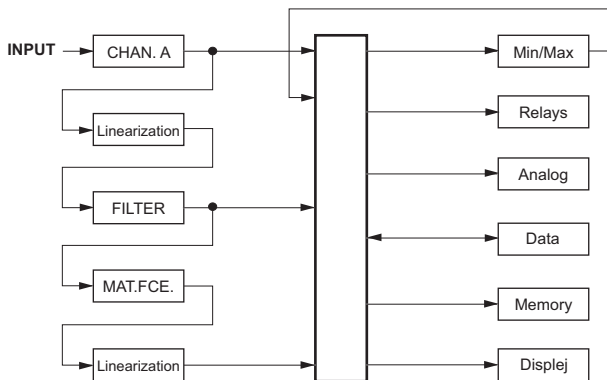 INPUT
CHAN. A
Min/Max
Linearization
Relays
FILTER
Analog
Data
MAT.FCE.
Memory
Linearization
Displej